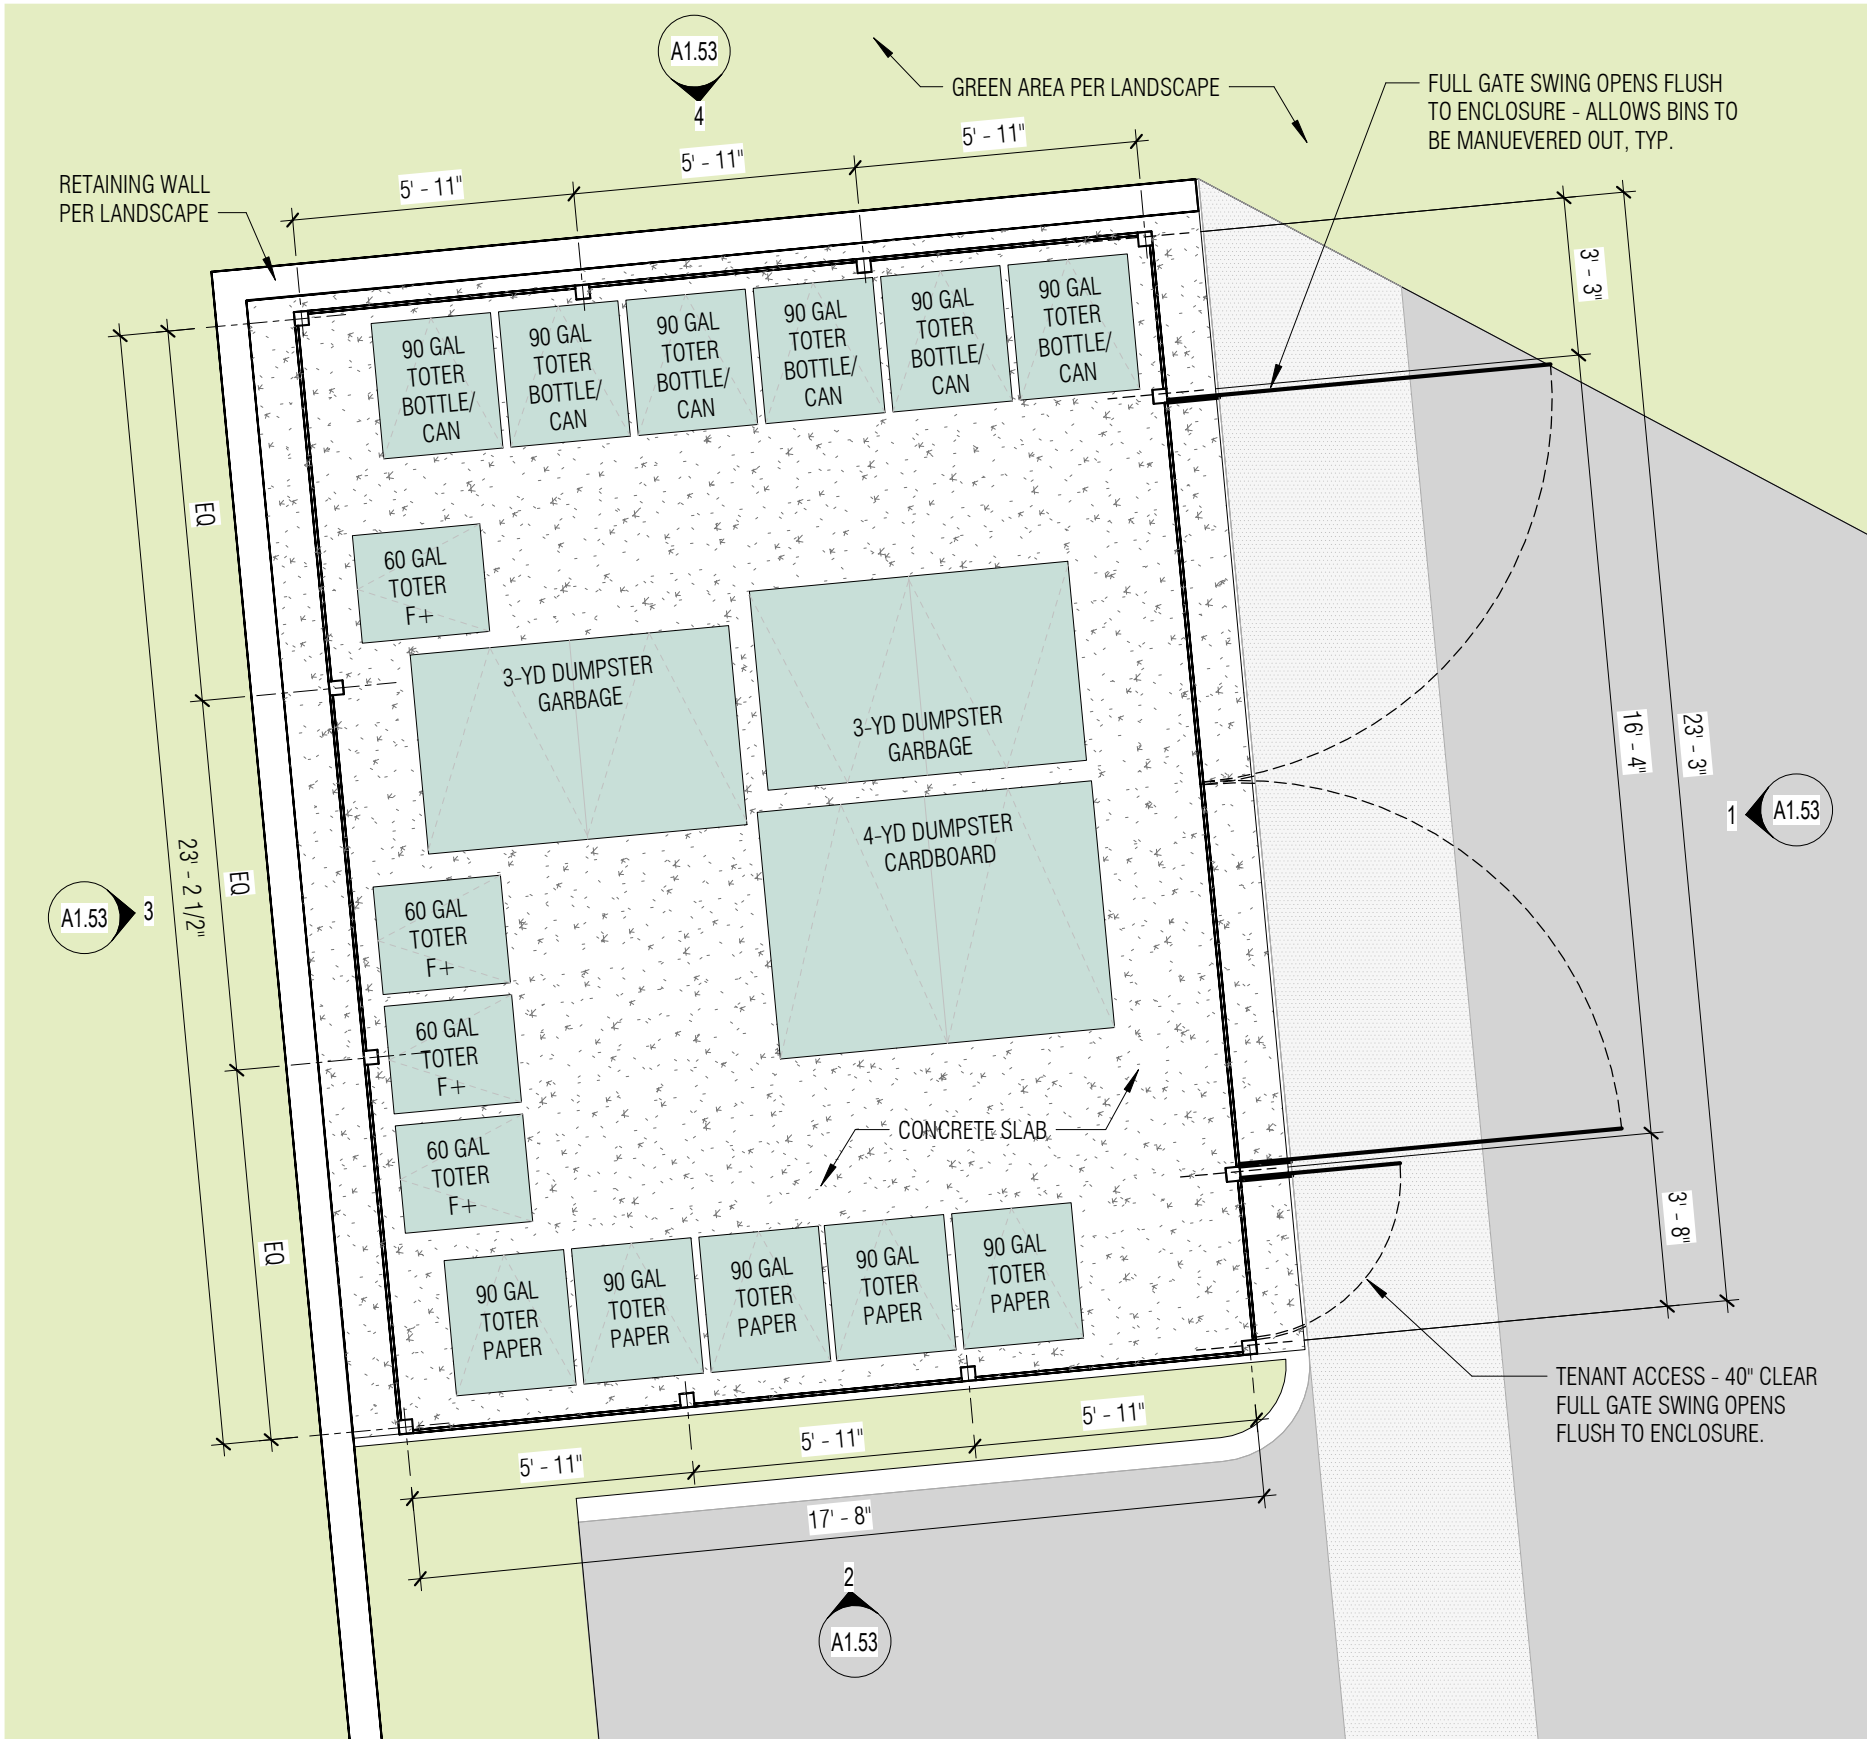 A1.53
4
GREEN AREA PER LANDSCAPE
FULL GATE SWING OPENS FLUSH
TO ENCLOSURE - ALLOWS BINS TO
BE MANUEVERED OUT, TYP.
RETAINING WALL
PER LANDSCAPE
5' - 11"
5' - 11"
5' - 11"
3' - 3"
90 GAL
TOTER
BOTTLE/
CAN
90 GAL
TOTER
BOTTLE/
CAN
90 GAL
TOTER
BOTTLE/
CAN
90 GAL
TOTER
BOTTLE/
CAN
90 GAL
TOTER
BOTTLE/
CAN
90 GAL
TOTER
BOTTLE/
CAN
EQ
60 GAL
TOTER
F+
3-YD DUMPSTER
GARBAGE
3-YD DUMPSTER
GARBAGE
16' - 4"
23' - 3"
1
A1.53
4-YD DUMPSTER
CARDBOARD
23' - 2 1/2"
EQ
A1.53
3
60 GAL
TOTER
F+
60 GAL
TOTER
F+
60 GAL
TOTER
F+
CONCRETE SLAB
3' - 8"
EQ
90 GAL
TOTER
PAPER
90 GAL
TOTER
PAPER
90 GAL
TOTER
PAPER
90 GAL
TOTER
PAPER
90 GAL
TOTER
PAPER
TENANT ACCESS - 40" CLEAR
FULL GATE SWING OPENS
FLUSH TO ENCLOSURE.
5' - 11"
5' - 11"
5' - 11"
17' - 8"
2
A1.53